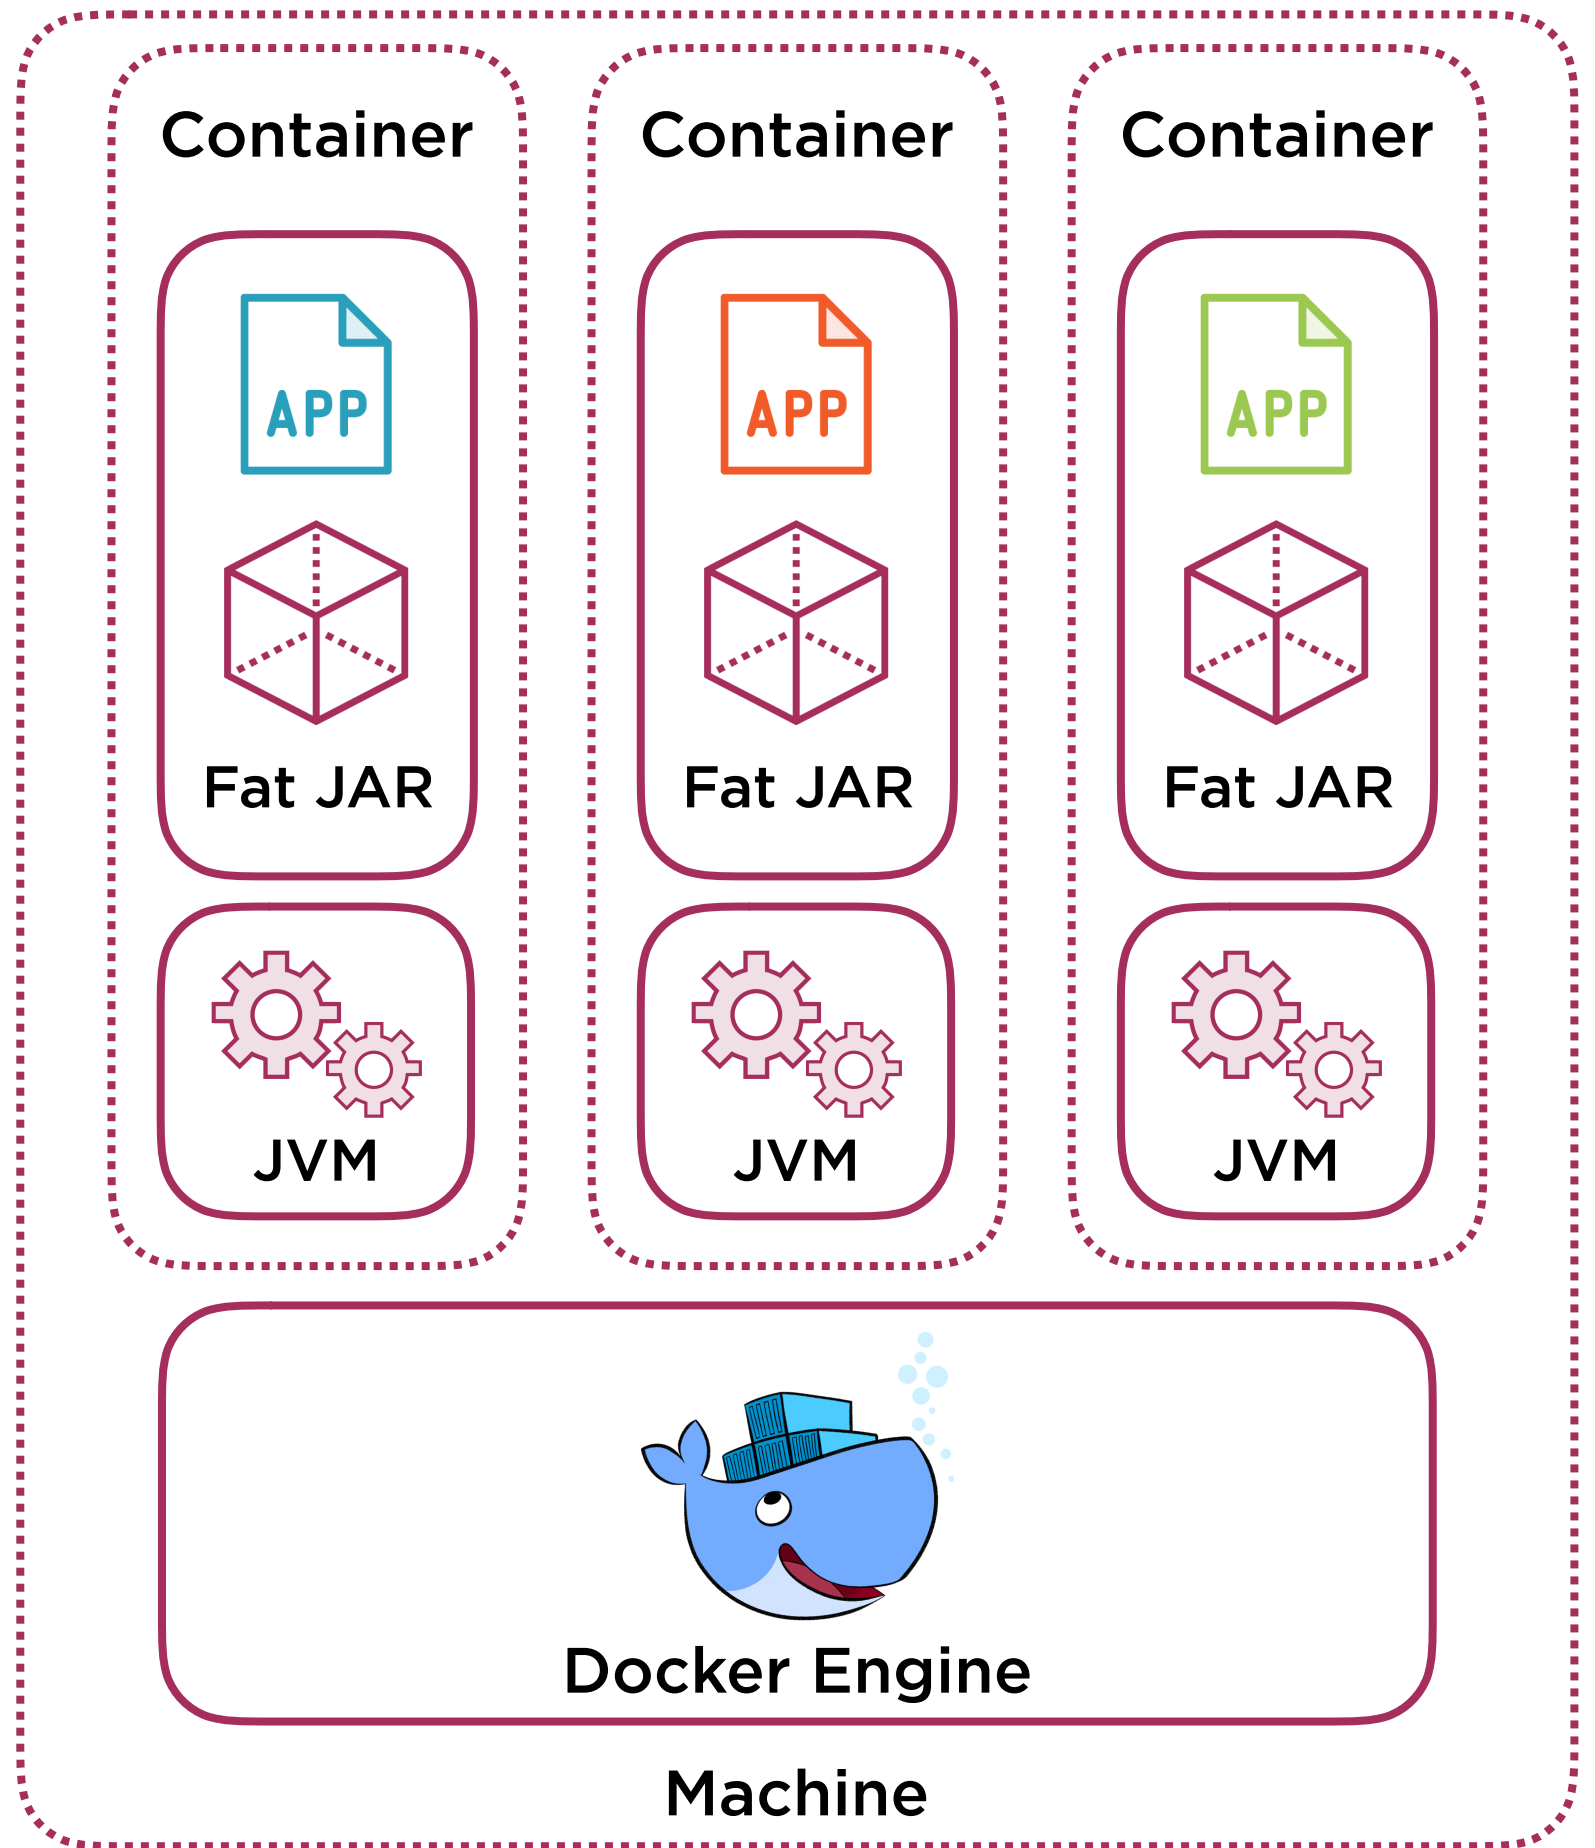 Container
APP
Fat JAR
JVM
Container
APP
Fat JAR
JVM
Container
APP
Fat JAR
JVM
Docker Engine
Machine